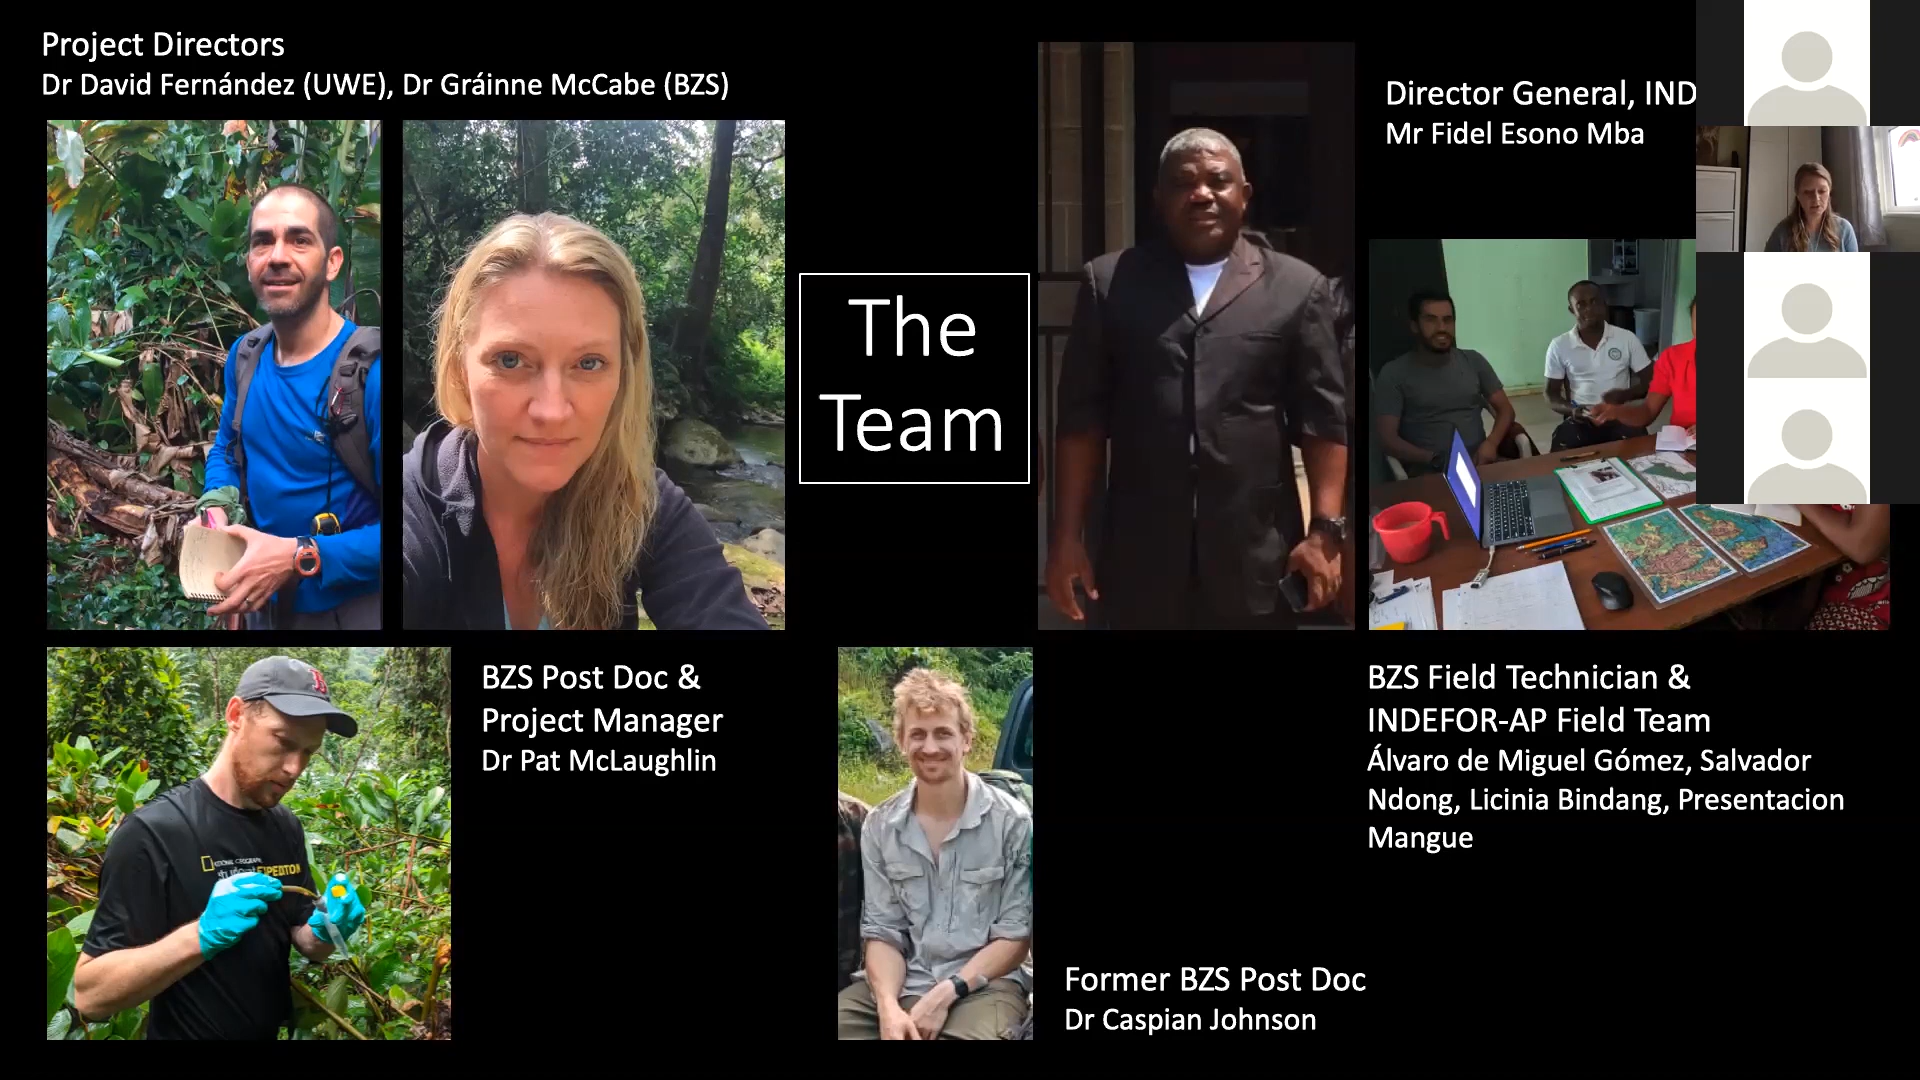 Project Directors
Dr David Fernández (UWE), Dr Gráinne McCabe (BZS)
Director General, IND
Mr Fidel Esono Mba
The
Team
BZS Post Doc &
Project Manager
Dr Pat McLaughlin
BZS Field Technician &
INDEFOR-AP Field Team
Álvaro de Miguel Gómez, Salvador
Ndong, Licinia Bindang, Presentacion
Mangue
Former BZS Post Doc
Dr Caspian Johnson